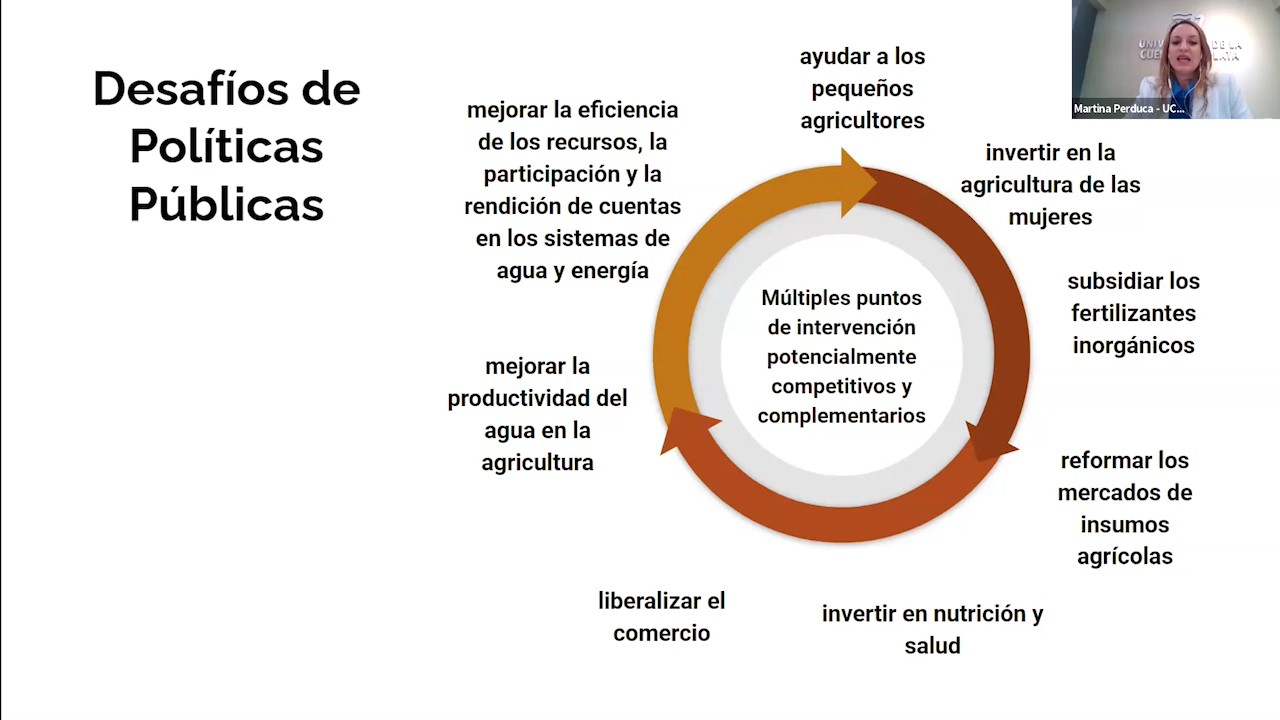 Desafíos de
Políticas
Públicas
mejorar la eficiencia
de los recursos, la
participación y la
rendición de cuentas
en los sistemas de
agua y energía
ayudar a los
pequeños
agricultores
invertir en la
agricultura de las
mujeres
subsidiar los
fertilizantes
inorgánicos
reformar los
mercados de
insumos
agrícolas
invertir en nutrición y
salud
liberalizar el
comercio
mejorar la
productividad del
agua en la
agricultura
Múltiples puntos
de intervención
potencialmente
competitivos y
complementarios
Martina Perduca - UC...